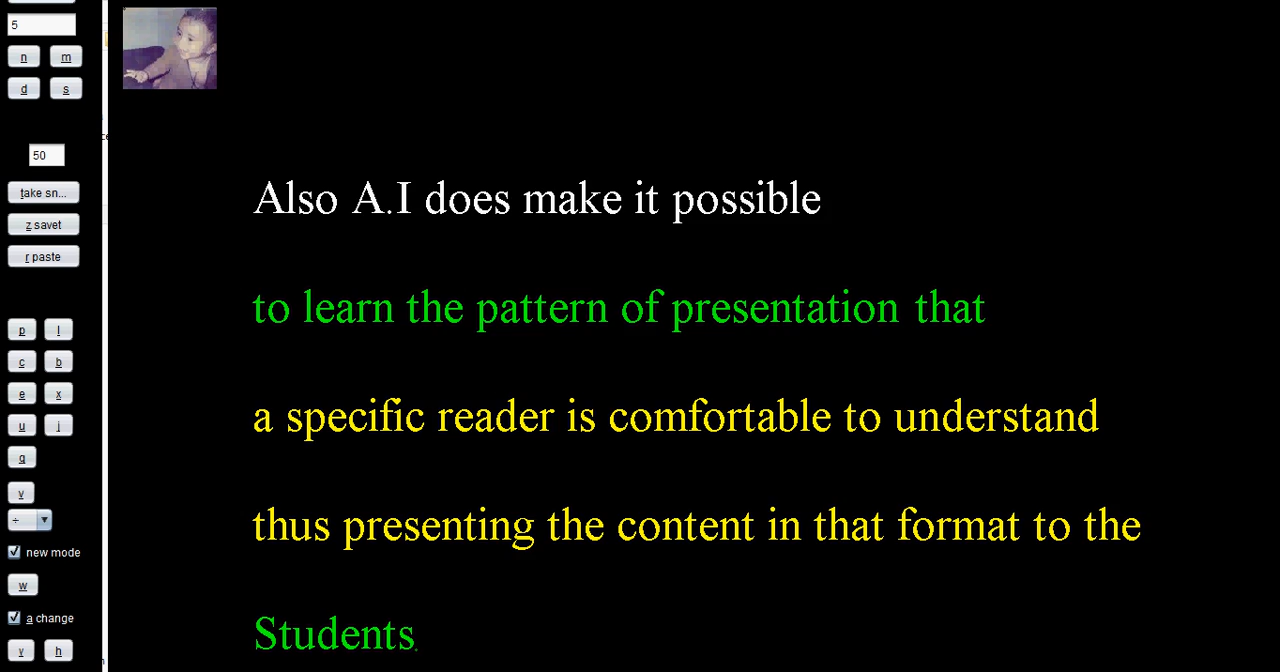 5
n m
d s
50
take sn...
z savet
r paste
p l
c b
e x
u i
q
v
÷
new mode
w
a change
y h
Also A.I does make it possible
to learn the pattern of presentation that
a specific reader is comfortable to understand
thus presenting the content in that format to the
Students.